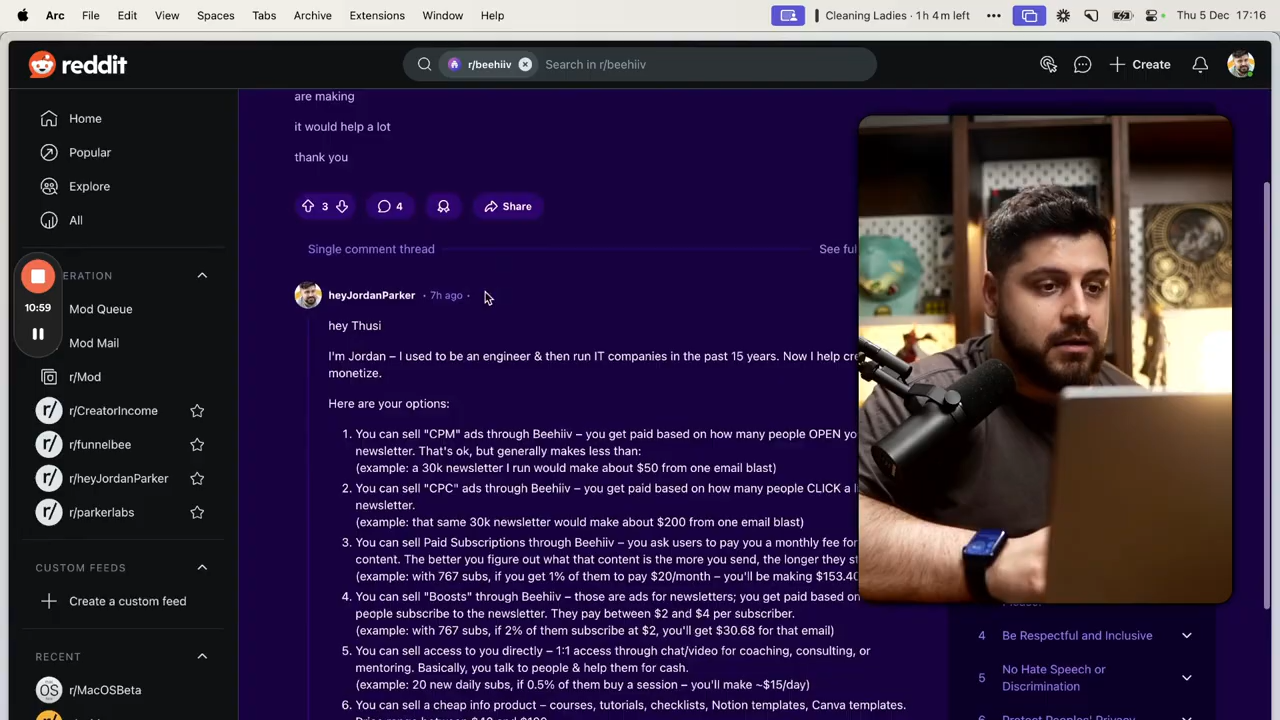 Arc File Edit View Spaces Tabs Archive Extensions Window Help Cleaning Ladies · 1h 4m left Thu 5 Dec 17:16
reddit r/beehiiv Search in r/beehiiv Create
Home
Popular
Explore
All
ERATION
10:59
Mod Queue
Mod Mail
r/Mod
r/ r/CreatorIncome
r/ r/funnelbee
r/ r/heyJordanParker
r/ r/parkerlabs
CUSTOM FEEDS
Create a custom feed
RECENT
OS r/MacOSBeta
are making
it would help a lot
thank you
3 4 Share
Single comment thread See ful
heyJordanParker · 7h ago ·
hey Thusi
I'm Jordan – I used to be an engineer & then run IT companies in the past 15 years. Now I help cre
monetize.
Here are your options:
1. You can sell "CPM" ads through Beehiiv – you get paid based on how many people OPEN yo
newsletter. That's ok, but generally makes less than:
(example: a 30k newsletter I run would make about $50 from one email blast)
2. You can sell "CPC" ads through Beehiiv – you get paid based on how many people CLICK a l
newsletter.
(example: that same 30k newsletter would make about $200 from one email blast)
3. You can sell Paid Subscriptions through Beehiiv – you ask users to pay you a monthly fee for
content. The better you figure out what that content is the more you send, the longer they st
(example: with 767 subs, if you get 1% of them to pay $20/month – you'll be making $153.40
4. You can sell "Boosts" through Beehiiv – those are ads for newsletters; you get paid based on
people subscribe to the newsletter. They pay between $2 and $4 per subscriber.
(example: with 767 subs, if 2% of them subscribe at $2, you'll get $30.68 for that email)
5. You can sell access to you directly – 1:1 access through chat/video for coaching, consulting, or
mentoring. Basically, you talk to people & help them for cash.
(example: 20 new daily subs, if 0.5% of them buy a session – you'll make ~$15/day)
6. You can sell a cheap info product – courses, tutorials, checklists, Notion templates, Canva templates.
4 Be Respectful and Inclusive
5 No Hate Speech or
Discrimination